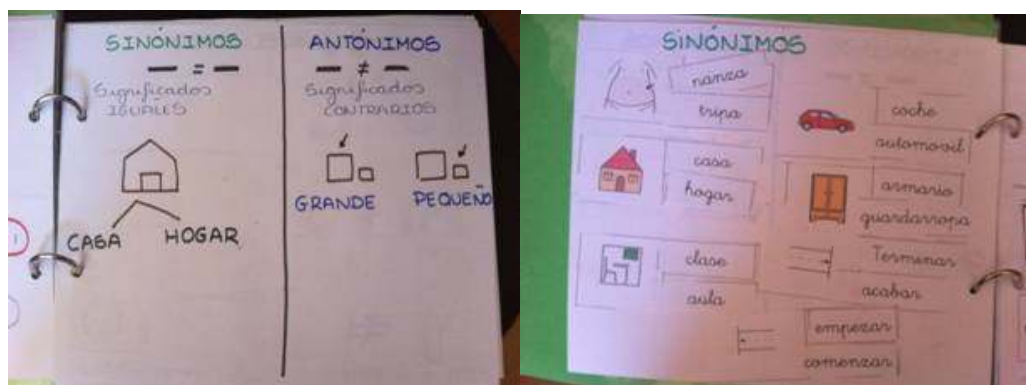 SINÓNIMOS
— = —
Significados
IGUALES
CASA HOGAR
ANTÓNIMOS
— ≠ —
Significados
CONTRARIOS
GRANDE PEQUEÑO
SINÓNIMOS
tripa
casa
hogar
clase
aula
coche
automovil
armario
guardarropa
Terminar
acabar
empezar
comenzar